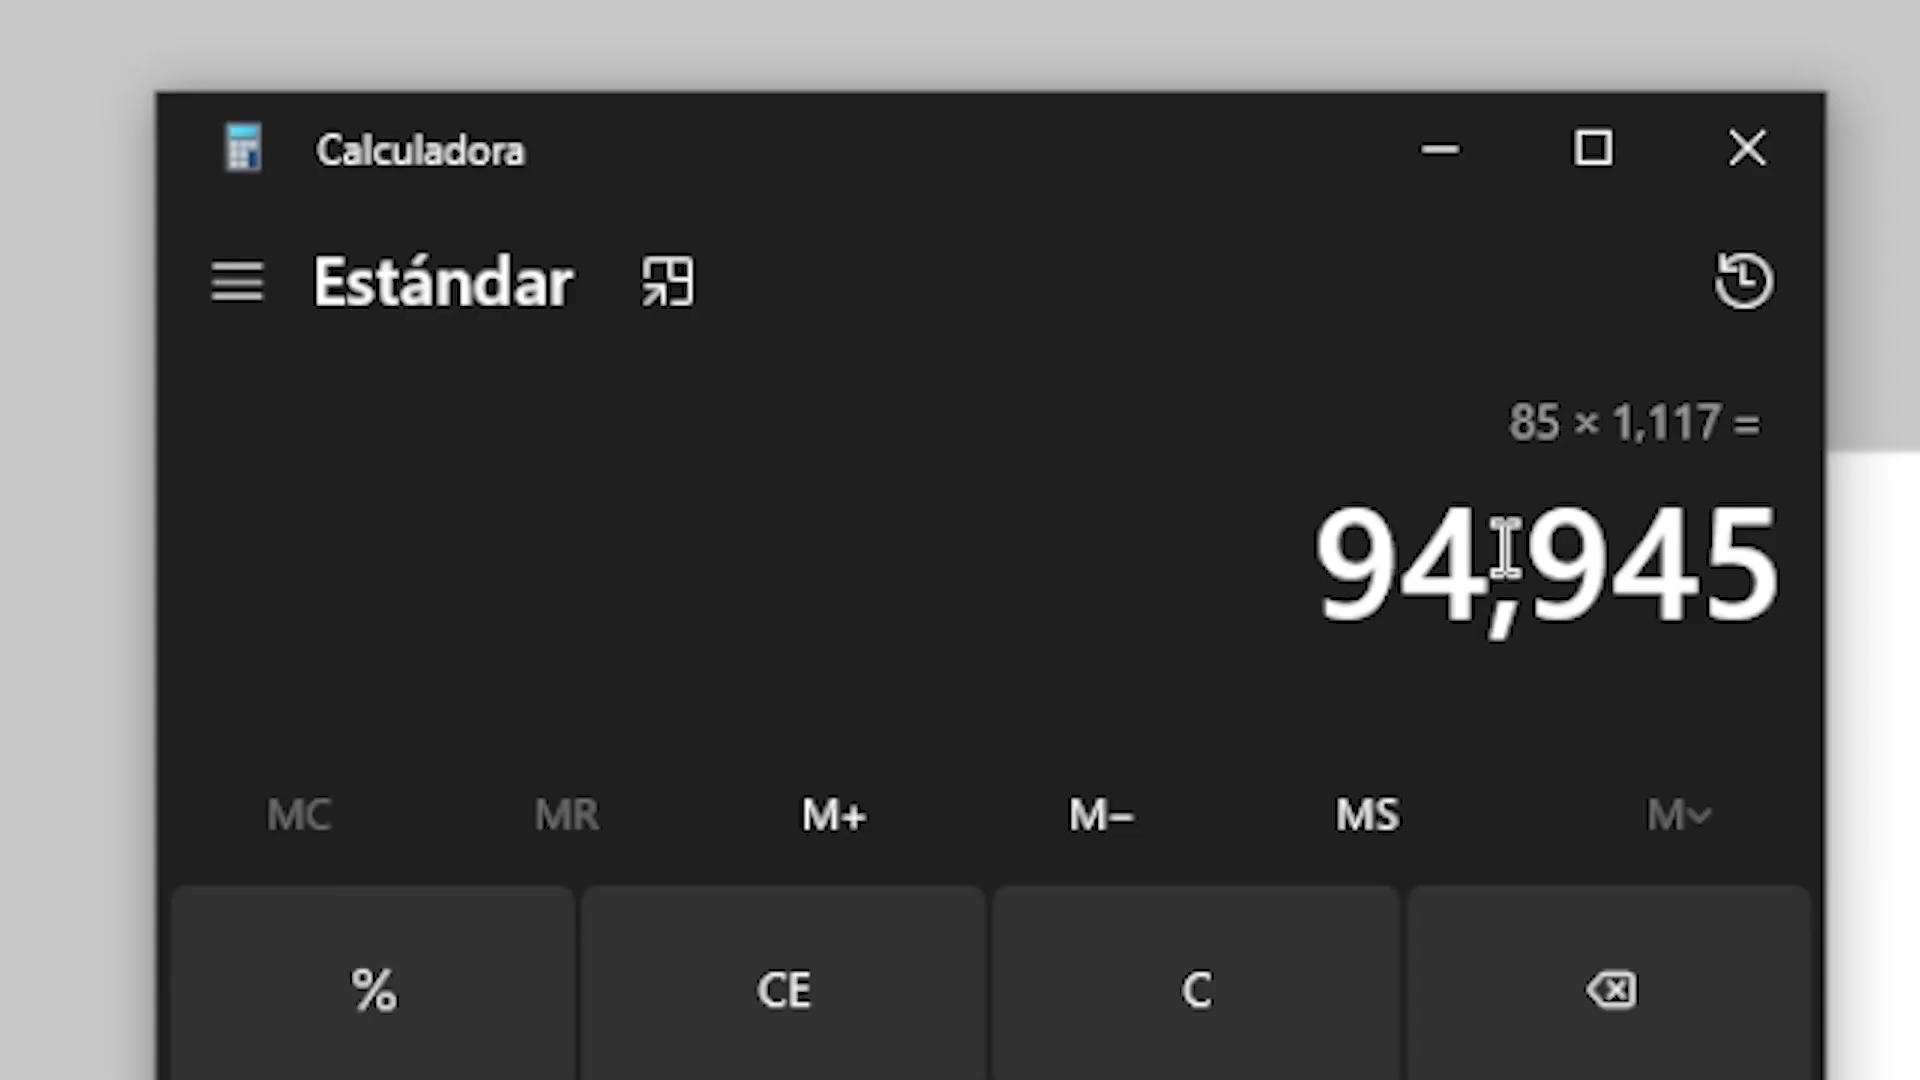 Calculadora
Estándar
85 × 1,117 =
94,945
MC MR M+ M− MS M
% CE C